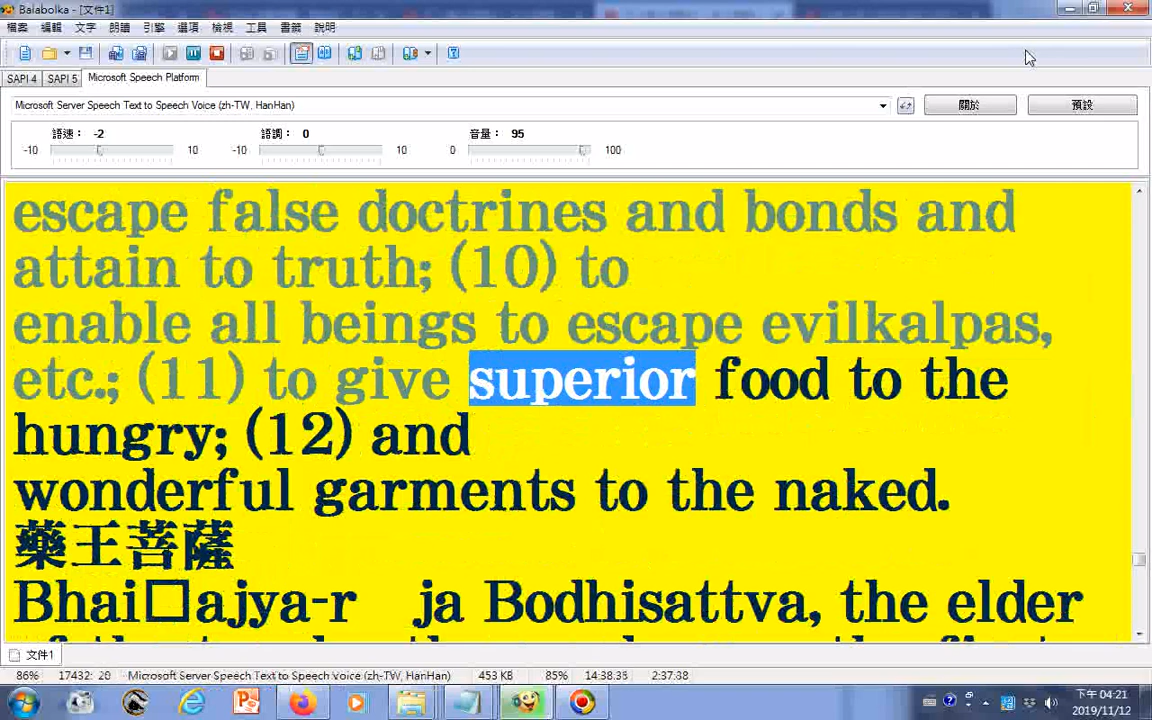 Balabolka - [文件1]
檔案 編輯 文字 朗讀 引擎 選項 檢視 工具 書籤 說明
SAPI 4 SAPI 5 Microsoft Speech Platform
Microsoft Server Speech Text to Speech Voice (zh-TW, HanHan) 關於 預設
語速： -2 語調： 0 音量： 95
-10 10 -10 10 0 100
escape false doctrines and bonds and
attain to truth; (10) to
enable all beings to escape evilkalpas,
etc.; (11) to give superior food to the
hungry; (12) and
wonderful garments to the naked.
藥王菩薩
Bhai□ajya-r ja Bodhisattva, the elder
文件1
86% 17432: 20 Microsoft Server Speech Text to Speech Voice (zh-TW, HanHan) 453 KB 85% 14:38:38 2:37:38
下午 04:21
2019/11/12